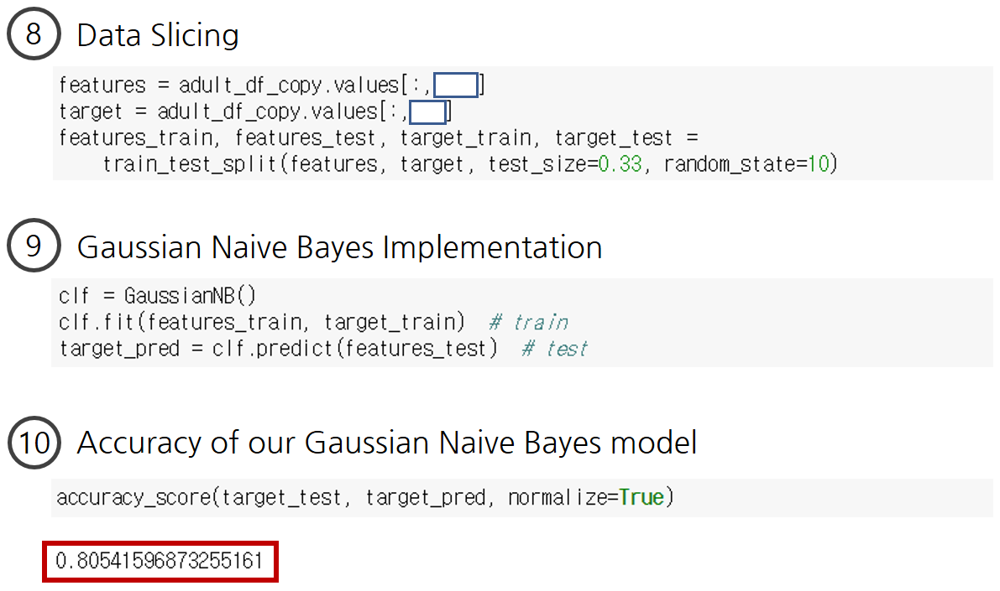 8 Data Slicing
features = adult_df_copy.values[:,]
target = adult_df_copy.values[:,]
features_train, features_test, target_train, target_test =
train_test_split(features, target, test_size=0.33, random_state=10)
9 Gaussian Naive Bayes Implementation
clf = GaussianNB()
clf.fit(features_train, target_train) # train
target_pred = clf.predict(features_test) # test
10 Accuracy of our Gaussian Naive Bayes model
accuracy_score(target_test, target_pred, normalize=True)
0.80541596873255161